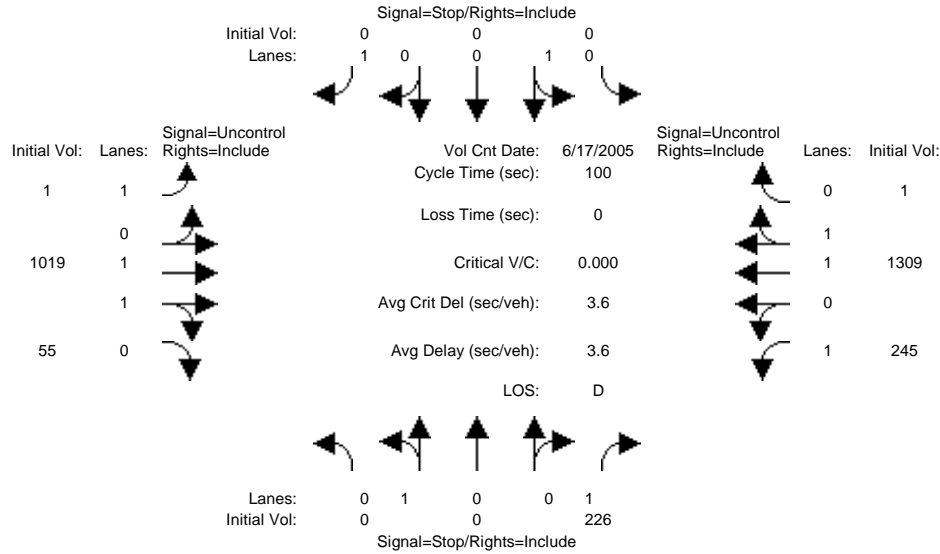 Signal=Stop/Rights=Include
Initial Vol: 0 0 0
Lanes: 1 0 0 1 0
Signal=Uncontrol
Initial Vol: Lanes: Rights=Include
Vol Cnt Date: 6/17/2005
Signal=Uncontrol
Rights=Include Lanes: Initial Vol:
Cycle Time (sec): 100
1 1
0 1
Loss Time (sec): 0
0
1
1019 1
Critical V/C: 0.000
1 1309
1
Avg Crit Del (sec/veh): 3.6
0
55 0
Avg Delay (sec/veh): 3.6
1 245
LOS: D
Lanes: 0 1 0 0 1
Initial Vol: 0 0 226
Signal=Stop/Rights=Include